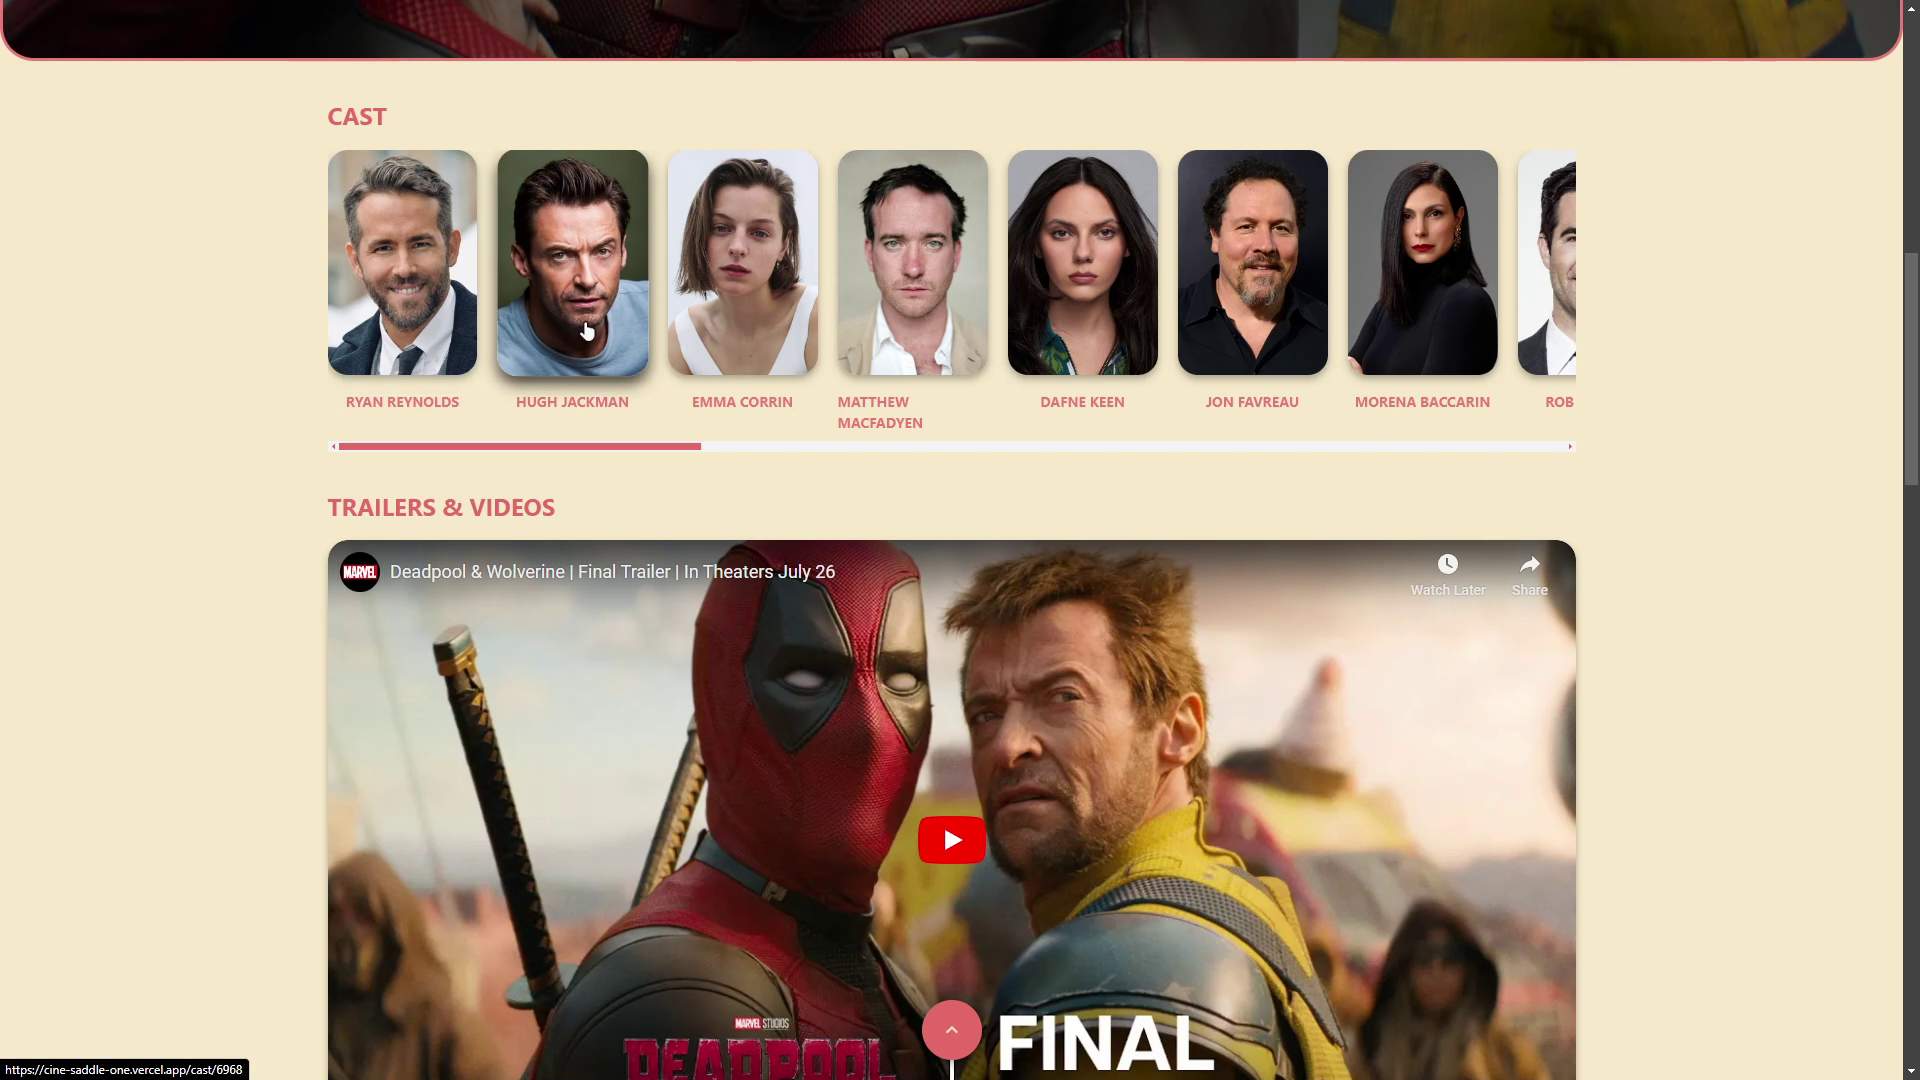 CAST
RYAN REYNOLDS
HUGH JACKMAN
EMMA CORRIN
MATTHEW
MACFADYEN
DAFNE KEEN
JON FAVREAU
MORENA BACCARIN
ROB
TRAILERS & VIDEOS
MARVEL
Deadpool & Wolverine | Final Trailer | In Theaters July 26
Watch Later
Share
MARVEL STUDIOS
DEADPOOL
FINAL
https://cine-saddle-one.vercel.app/cast/6968